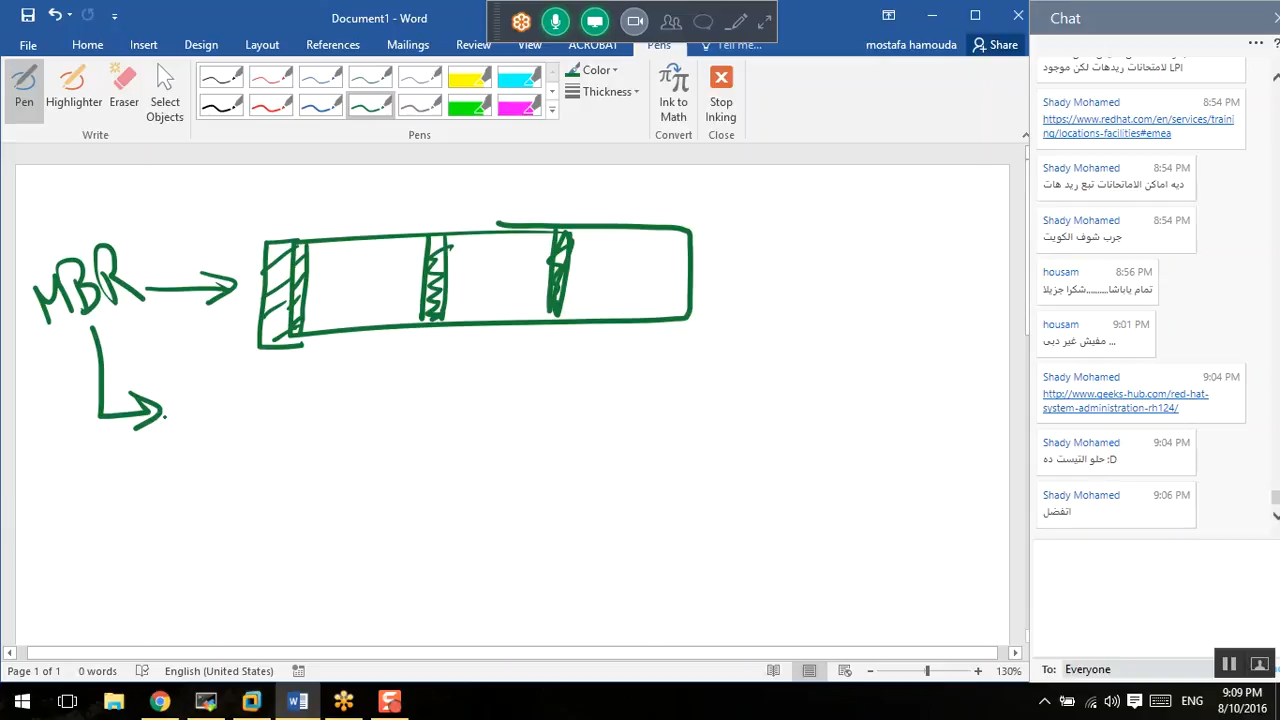 Document1 - Word
File
Home
Insert
Design
Layout
References
Mailings
Review
View
ACROBAT
Pens
Tell me...
mostafa hamouda
Share
Pen
Highlighter
Eraser
Select
Objects
Color
Thickness
Ink to
Math
Stop
Inking
Write
Pens
Convert
Close
MBR
Page 1 of 1
0 words
English (United States)
130%
Chat
LPI لامتحانات ريدهات لكن موجود
Shady Mohamed 8:54 PM
https://www.redhat.com/en/services/traini
ng/locations-facilities#emea
Shady Mohamed 8:54 PM
ديه اماكن الاماتحانات تبع ريد هات
Shady Mohamed 8:54 PM
جرب شوف الكويت
housam 8:56 PM
تمام ياباشا..........شكرا جزيلا
housam 9:01 PM
مفيش غير دبى ...
Shady Mohamed 9:04 PM
http://www.geeks-hub.com/red-hat-
system-administration-rh124/
Shady Mohamed 9:04 PM
حلو التيست ده :D
Shady Mohamed 9:06 PM
اتفضل
To: Everyone
ENG
9:09 PM
8/10/2016